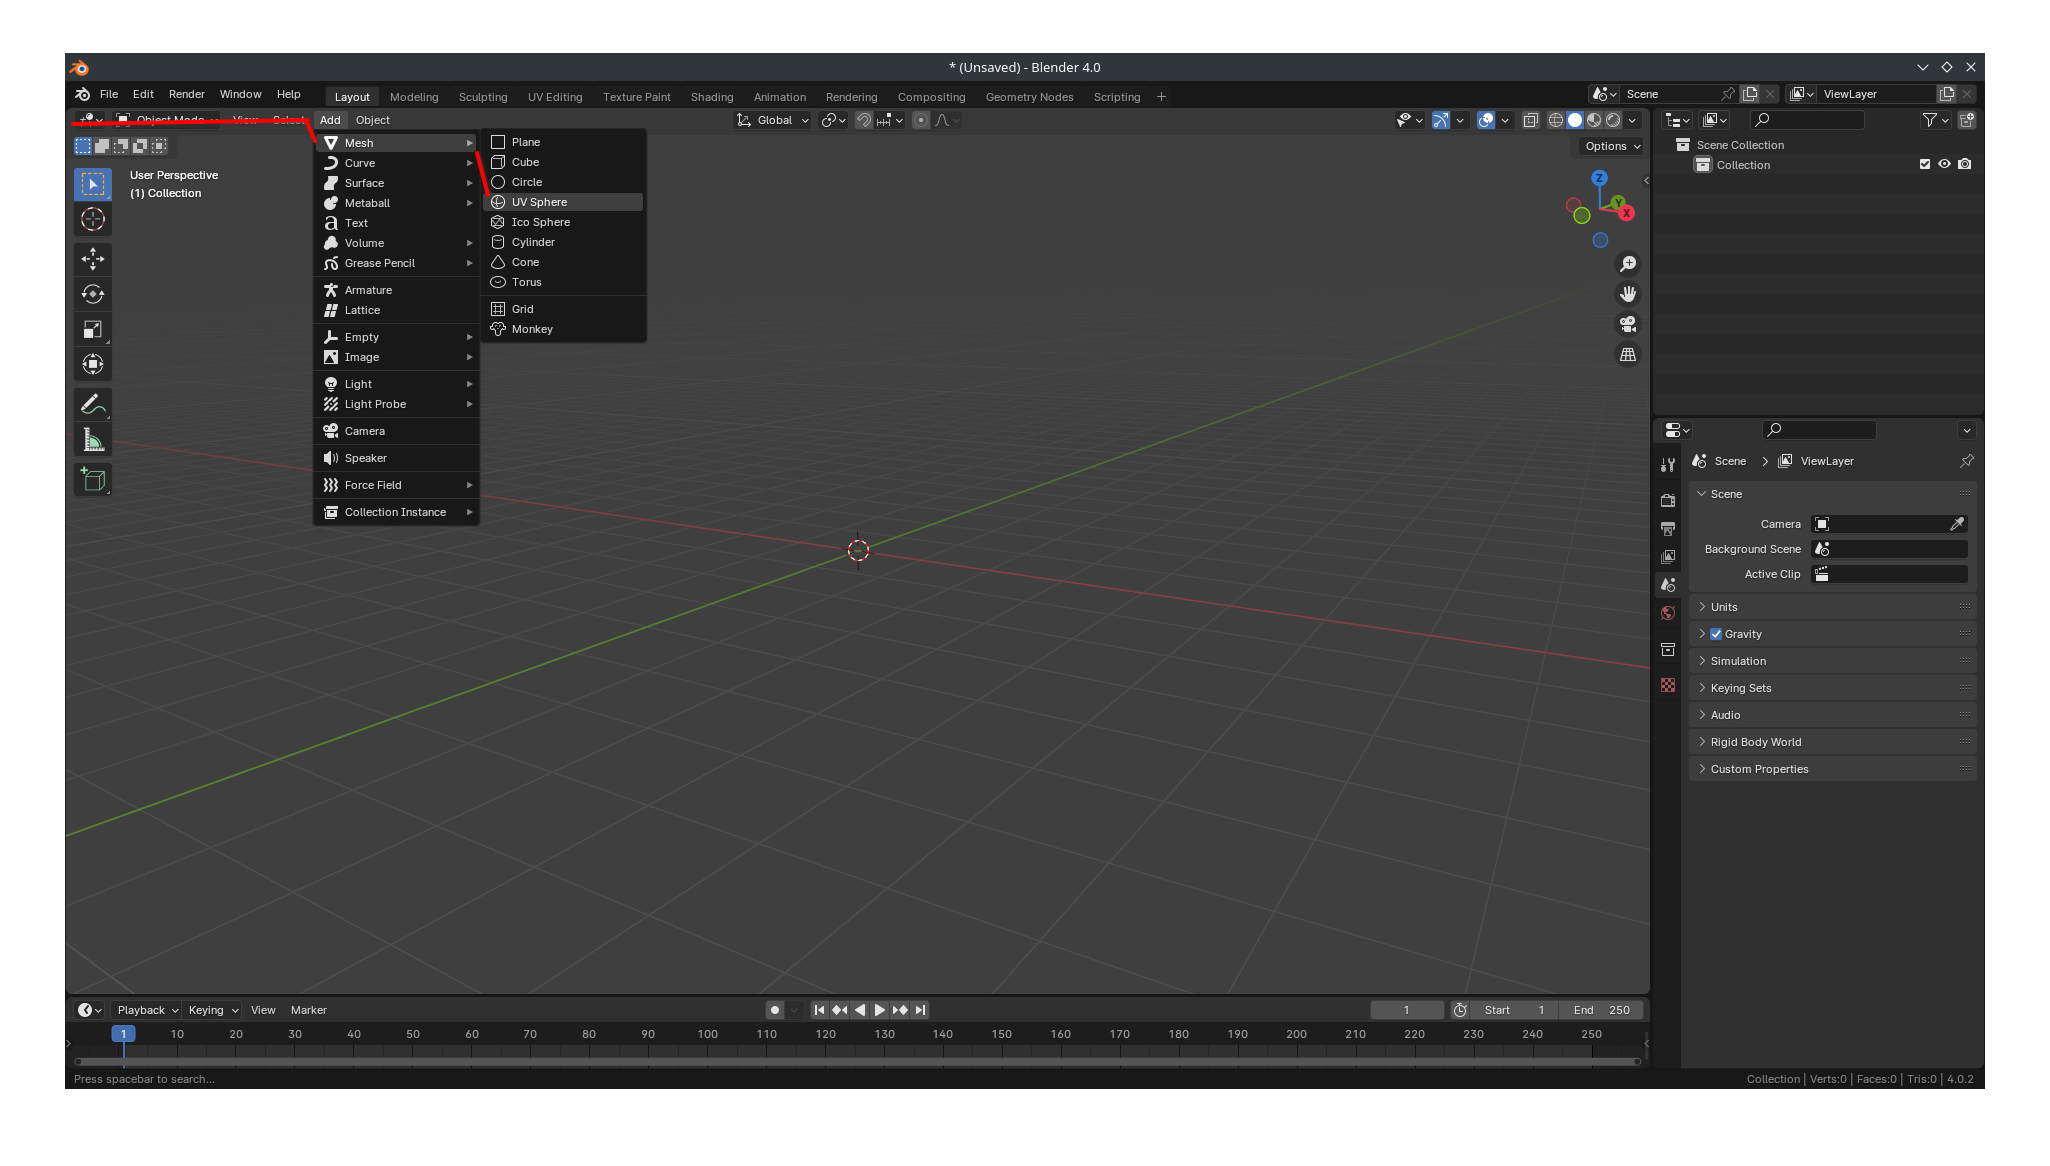 * (Unsaved) - Blender 4.0
File Edit Render Window Help Layout Modeling Sculpting UV Editing Texture Paint Shading Animation Rendering Compositing Geometry Nodes Scripting + Scene ViewLayer
Object Mode View Select Add Object Global
Options
User Perspective
(1) Collection
Mesh
Curve
Surface
Metaball
Text
Volume
Grease Pencil
Armature
Lattice
Empty
Image
Light
Light Probe
Camera
Speaker
Force Field
Collection Instance
Plane
Cube
Circle
UV Sphere
Ico Sphere
Cylinder
Cone
Torus
Grid
Monkey
Z
Y
X
Scene Collection
Collection
Scene > ViewLayer
Scene
Camera
Background Scene
Active Clip
Units
Gravity
Simulation
Keying Sets
Audio
Rigid Body World
Custom Properties
Playback Keying View Marker 1 Start 1 End 250
1 10 20 30 40 50 60 70 80 90 100 110 120 130 140 150 160 170 180 190 200 210 220 230 240 250
Press spacebar to search... Collection | Verts:0 | Faces:0 | Tris:0 | 4.0.2